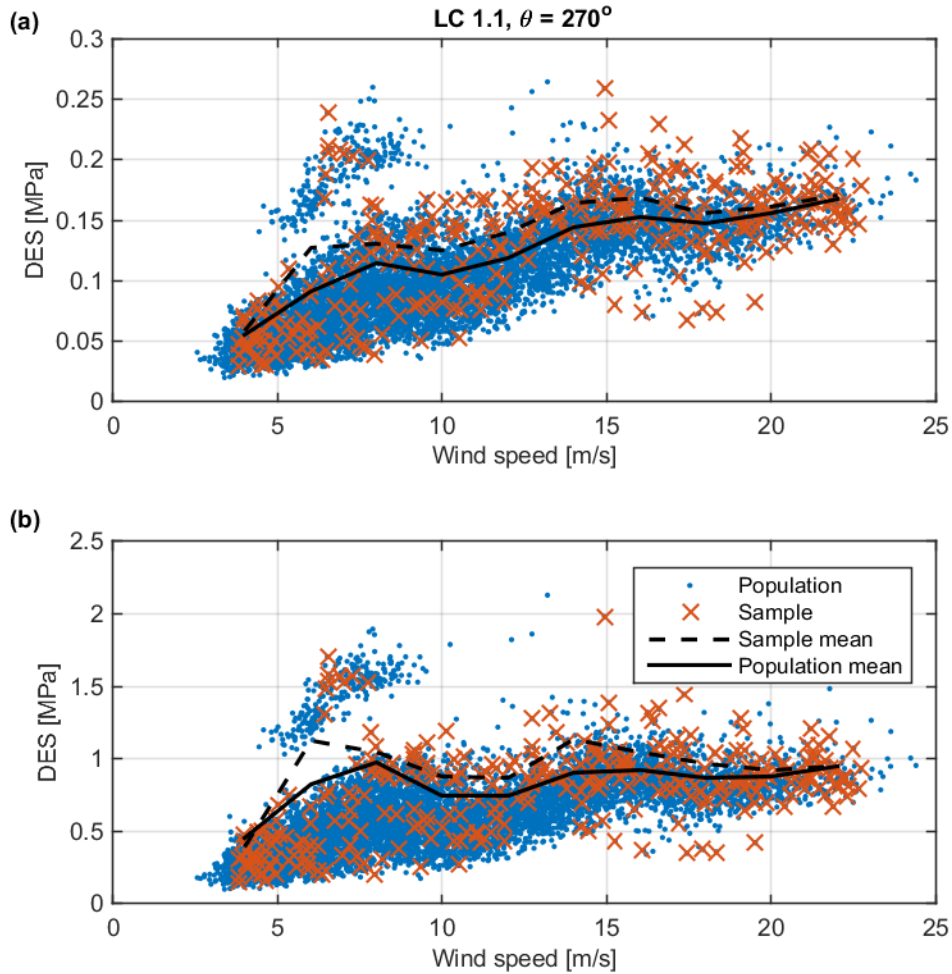 (a)
LC 1.1, θ = 270°
0.3
0.25
0.2
0.15
0.1
0.05
0
DES [MPa]
0 5 10 15 20 25
Wind speed [m/s]
(b)
2.5
2
1.5
1
0.5
0
DES [MPa]
Population
Sample
Sample mean
Population mean
0 5 10 15 20 25
Wind speed [m/s]